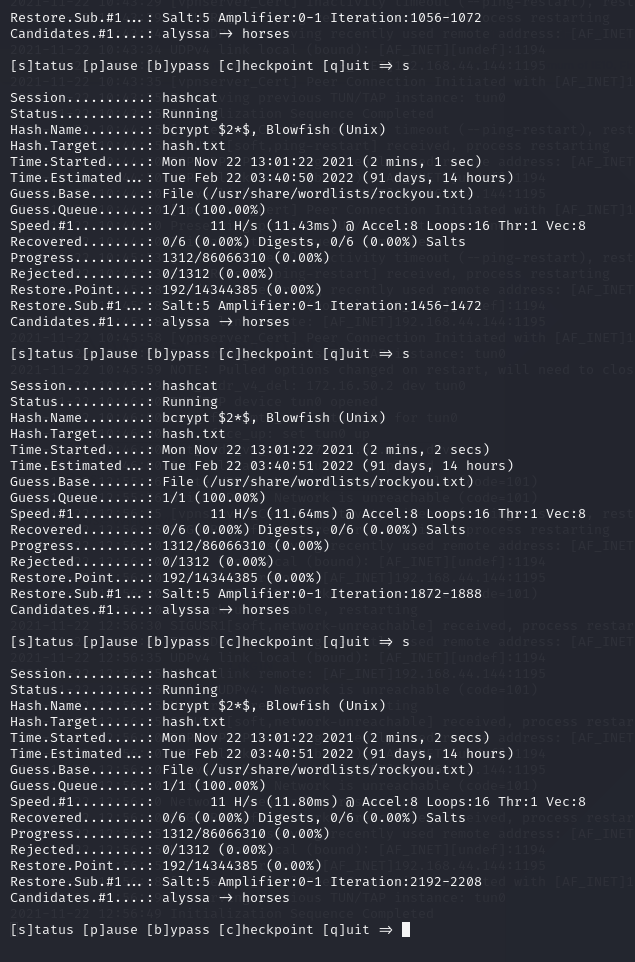 Restore.Sub.#1...: Salt:5 Amplifier:0-1 Iteration:1056-1072
Candidates.#1....: alyssa -> horses
[s]tatus [p]ause [b]ypass [c]heckpoint [q]uit => s
Session..........: hashcat
Status...........: Running
Hash.Name........: bcrypt $2*$, Blowfish (Unix)
Hash.Target......: hash.txt
Time.Started.....: Mon Nov 22 13:01:22 2021 (2 mins, 1 sec)
Time.Estimated...: Tue Feb 22 03:40:50 2022 (91 days, 14 hours)
Guess.Base.......: File (/usr/share/wordlists/rockyou.txt)
Guess.Queue......: 1/1 (100.00%)
Speed.#1.........:       11 H/s (11.43ms) @ Accel:8 Loops:16 Thr:1 Vec:8
Recovered........: 0/6 (0.00%) Digests, 0/6 (0.00%) Salts
Progress.........: 1312/86066310 (0.00%)
Rejected.........: 0/1312 (0.00%)
Restore.Point....: 192/14344385 (0.00%)
Restore.Sub.#1...: Salt:5 Amplifier:0-1 Iteration:1456-1472
Candidates.#1....: alyssa -> horses
[s]tatus [p]ause [b]ypass [c]heckpoint [q]uit => s
Session..........: hashcat
Status...........: Running
Hash.Name........: bcrypt $2*$, Blowfish (Unix)
Hash.Target......: hash.txt
Time.Started.....: Mon Nov 22 13:01:22 2021 (2 mins, 2 secs)
Time.Estimated...: Tue Feb 22 03:40:51 2022 (91 days, 14 hours)
Guess.Base.......: File (/usr/share/wordlists/rockyou.txt)
Guess.Queue......: 1/1 (100.00%)
Speed.#1.........:       11 H/s (11.64ms) @ Accel:8 Loops:16 Thr:1 Vec:8
Recovered........: 0/6 (0.00%) Digests, 0/6 (0.00%) Salts
Progress.........: 1312/86066310 (0.00%)
Rejected.........: 0/1312 (0.00%)
Restore.Point....: 192/14344385 (0.00%)
Restore.Sub.#1...: Salt:5 Amplifier:0-1 Iteration:1872-1888
Candidates.#1....: alyssa -> horses
[s]tatus [p]ause [b]ypass [c]heckpoint [q]uit => s
Session..........: hashcat
Status...........: Running
Hash.Name........: bcrypt $2*$, Blowfish (Unix)
Hash.Target......: hash.txt
Time.Started.....: Mon Nov 22 13:01:22 2021 (2 mins, 2 secs)
Time.Estimated...: Tue Feb 22 03:40:51 2022 (91 days, 14 hours)
Guess.Base.......: File (/usr/share/wordlists/rockyou.txt)
Guess.Queue......: 1/1 (100.00%)
Speed.#1.........:       11 H/s (11.80ms) @ Accel:8 Loops:16 Thr:1 Vec:8
Recovered........: 0/6 (0.00%) Digests, 0/6 (0.00%) Salts
Progress.........: 1312/86066310 (0.00%)
Rejected.........: 0/1312 (0.00%)
Restore.Point....: 192/14344385 (0.00%)
Restore.Sub.#1...: Salt:5 Amplifier:0-1 Iteration:2192-2208
Candidates.#1....: alyssa -> horses
[s]tatus [p]ause [b]ypass [c]heckpoint [q]uit =>